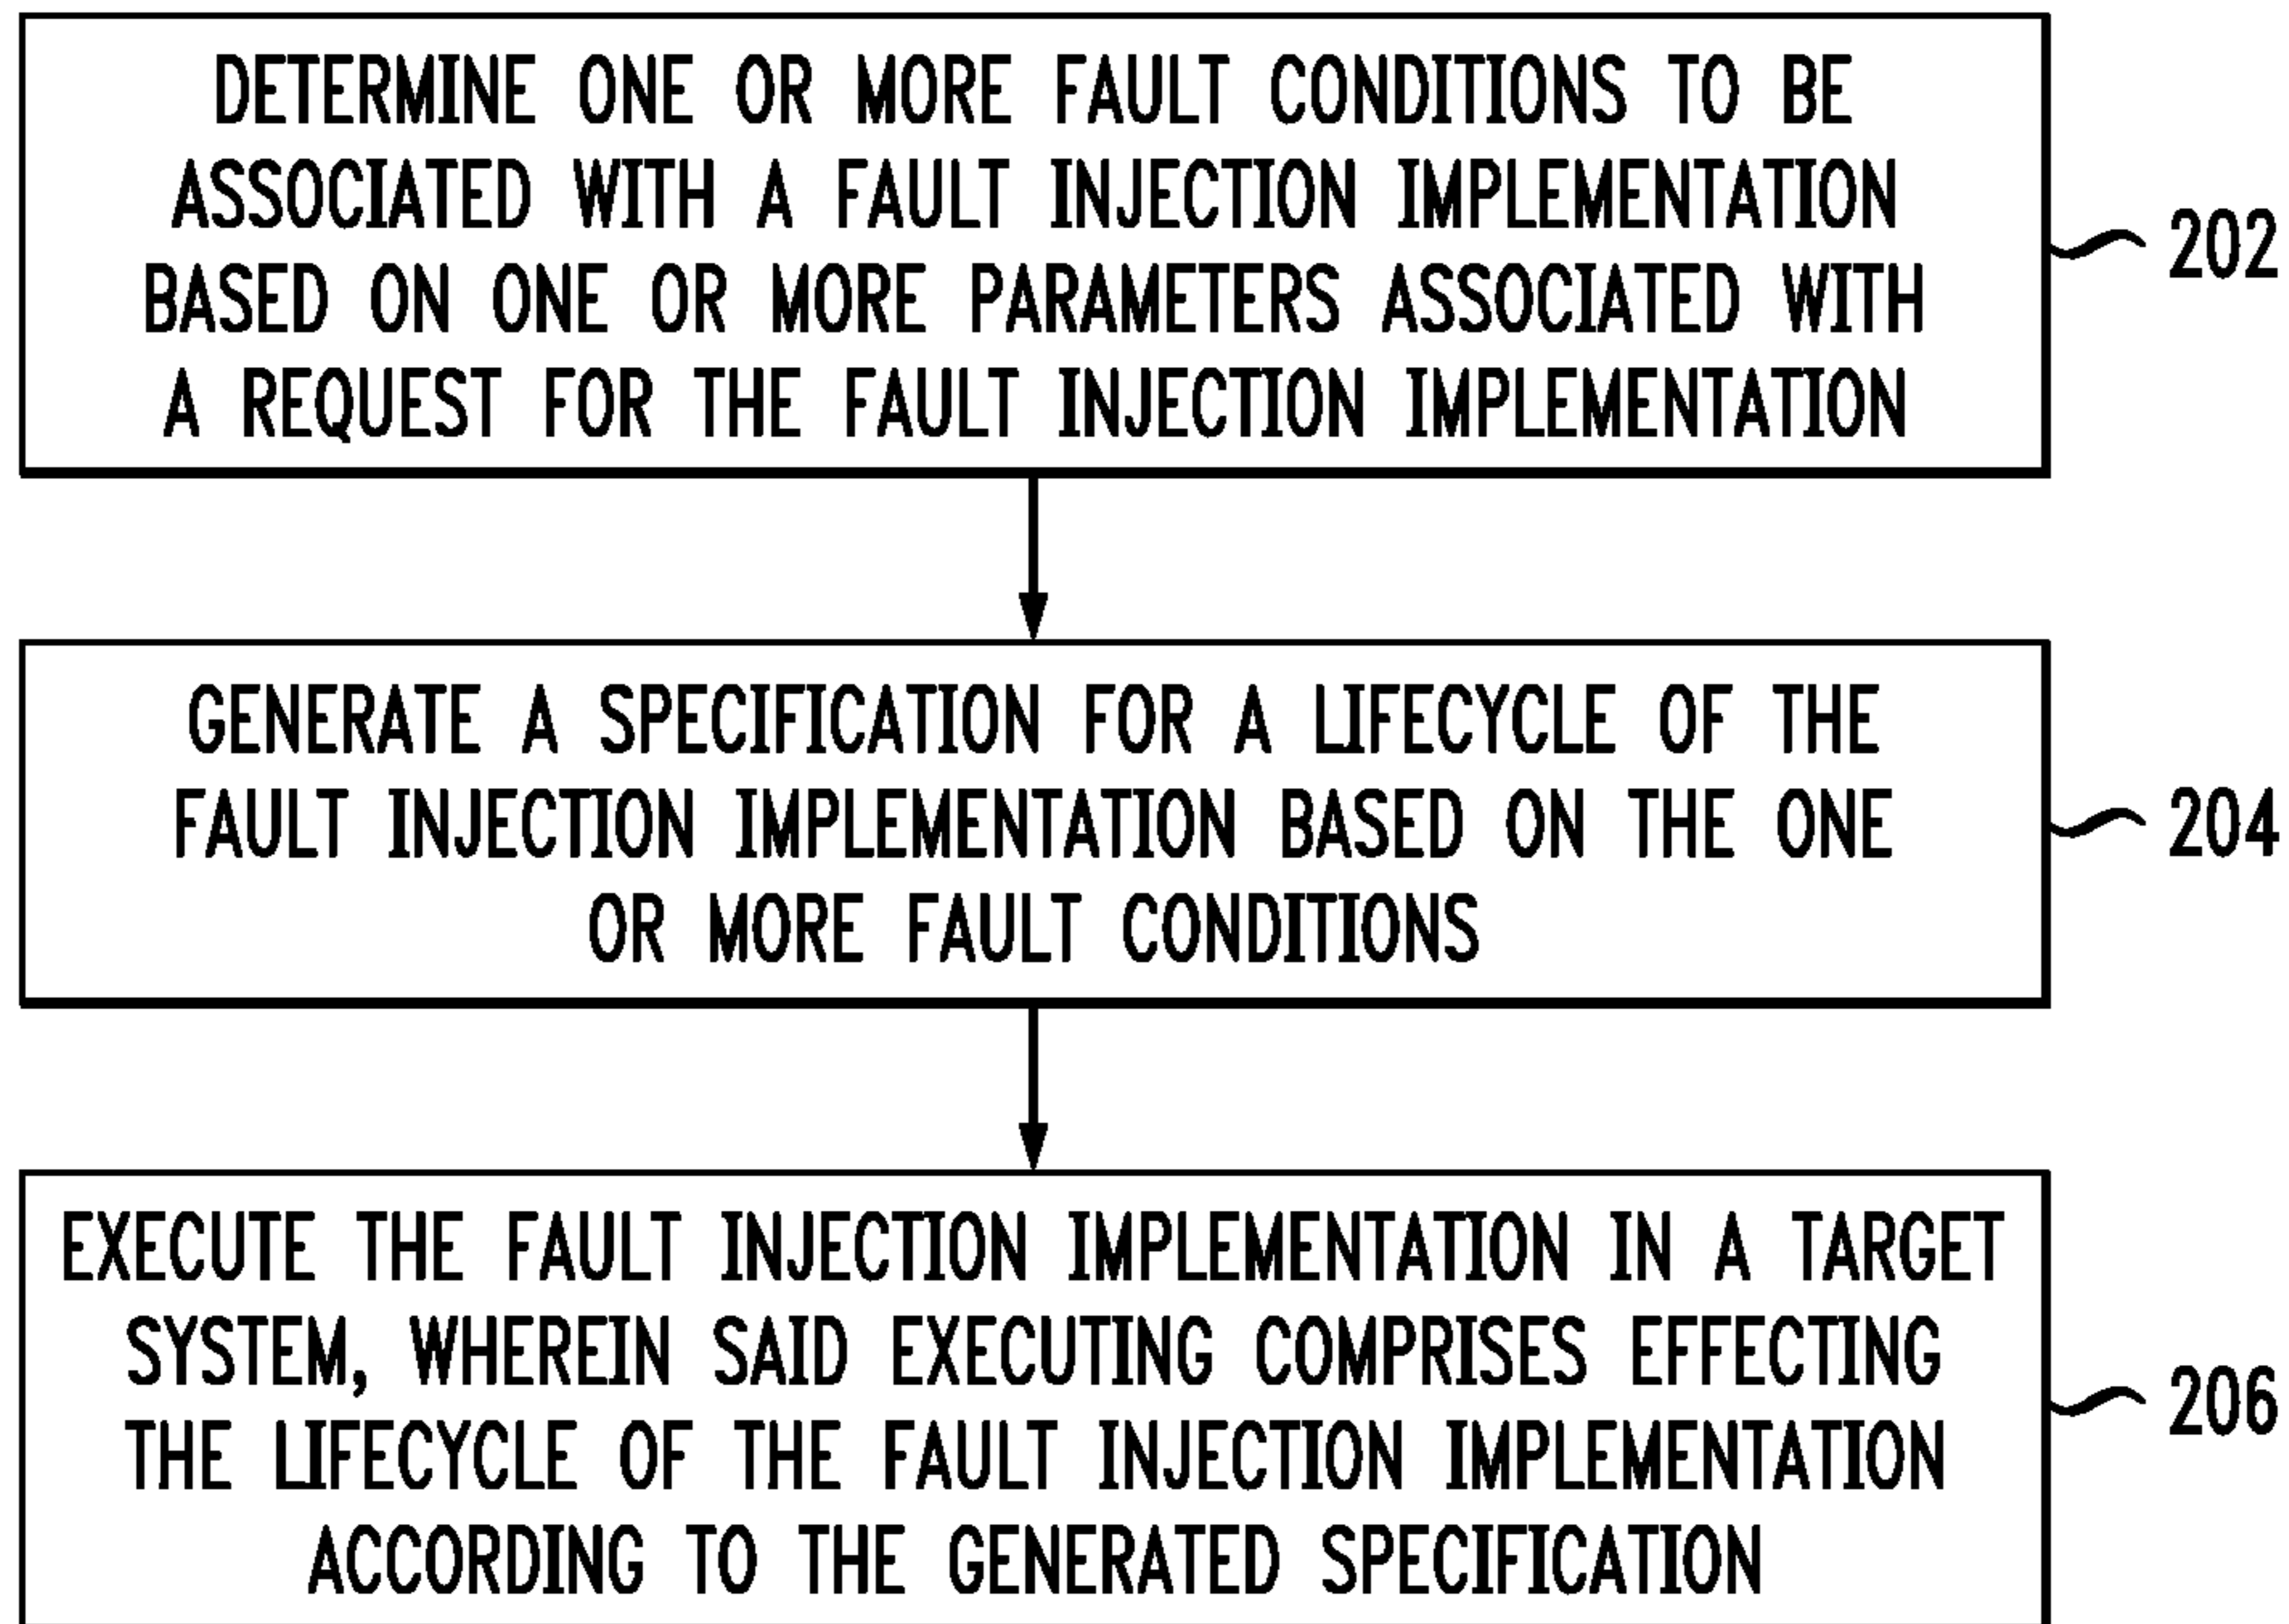 DETERMINE ONE OR MORE FAULT CONDITIONS TO BE
ASSOCIATED WITH A FAULT INJECTION IMPLEMENTATION
BASED ON ONE OR MORE PARAMETERS ASSOCIATED WITH
A REQUEST FOR THE FAULT INJECTION IMPLEMENTATION
202
GENERATE A SPECIFICATION FOR A LIFECYCLE OF THE
FAULT INJECTION IMPLEMENTATION BASED ON THE ONE
OR MORE FAULT CONDITIONS
204
EXECUTE THE FAULT INJECTION IMPLEMENTATION IN A TARGET
SYSTEM, WHEREIN SAID EXECUTING COMPRISES EFFECTING
THE LIFECYCLE OF THE FAULT INJECTION IMPLEMENTATION
ACCORDING TO THE GENERATED SPECIFICATION
206